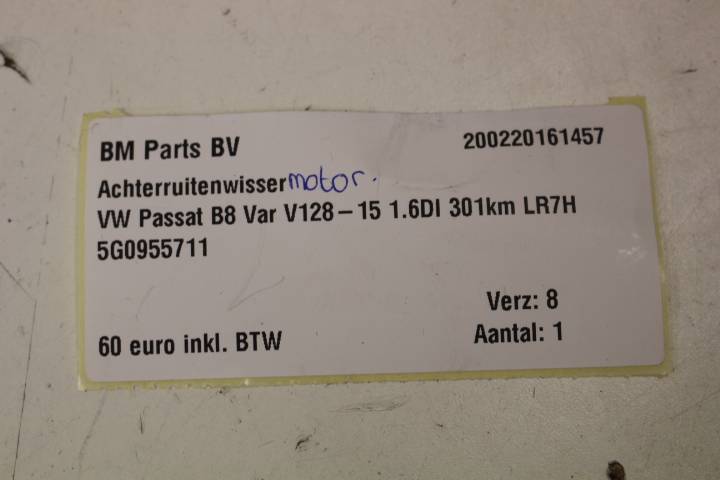 BM Parts BV 200220161457
Achterruitenwissermotor.
VW Passat B8 Var V128-15 1.6DI 301km LR7H
5G0955711
Verz: 8
60 euro inkl. BTW Aantal: 1